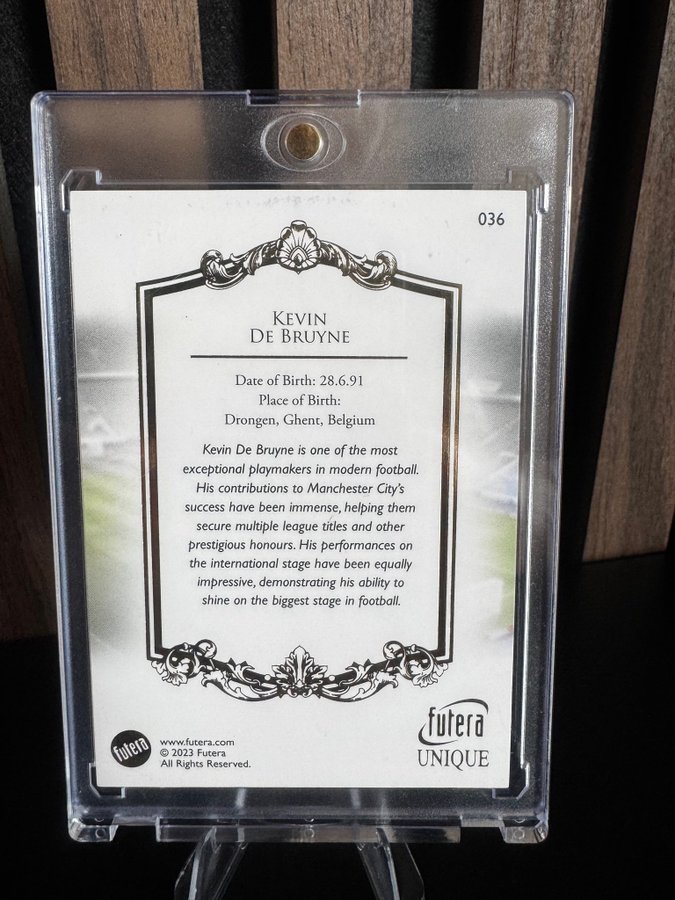 036
KEVIN
DE BRUYNE
Date of Birth: 28.6.91
Place of Birth:
Drongen, Ghent, Belgium
Kevin De Bruyne is one of the most
exceptional playmakers in modern football.
His contributions to Manchester City's
success have been immense, helping them
secure multiple league titles and other
prestigious honours. His performances on
the international stage have been equally
impressive, demonstrating his ability to
shine on the biggest stage in football.
futera
www.futera.com
© 2023 Futera
All Rights Reserved.
futera
UNIQUE